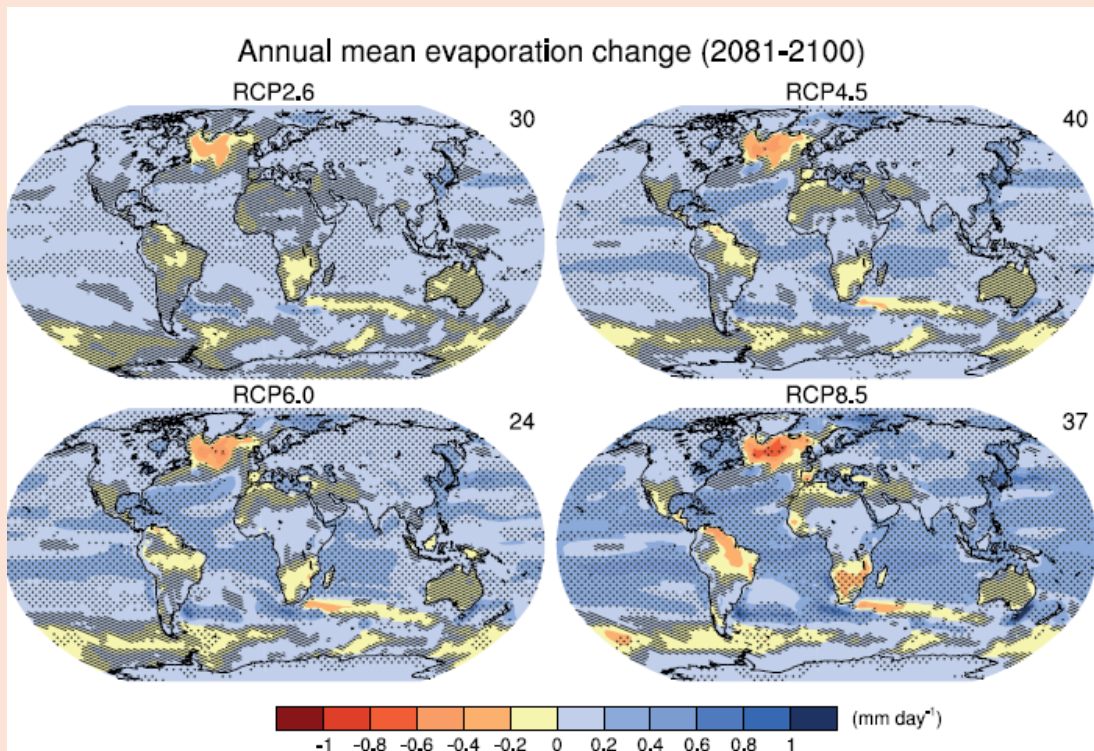 Annual mean evaporation change (2081-2100)
RCP2.6 RCP4.5
30 40
RCP6.0 RCP8.5
24 37
(mm day⁻¹)
-1 -0.8 -0.6 -0.4 -0.2 0 0.2 0.4 0.6 0.8 1